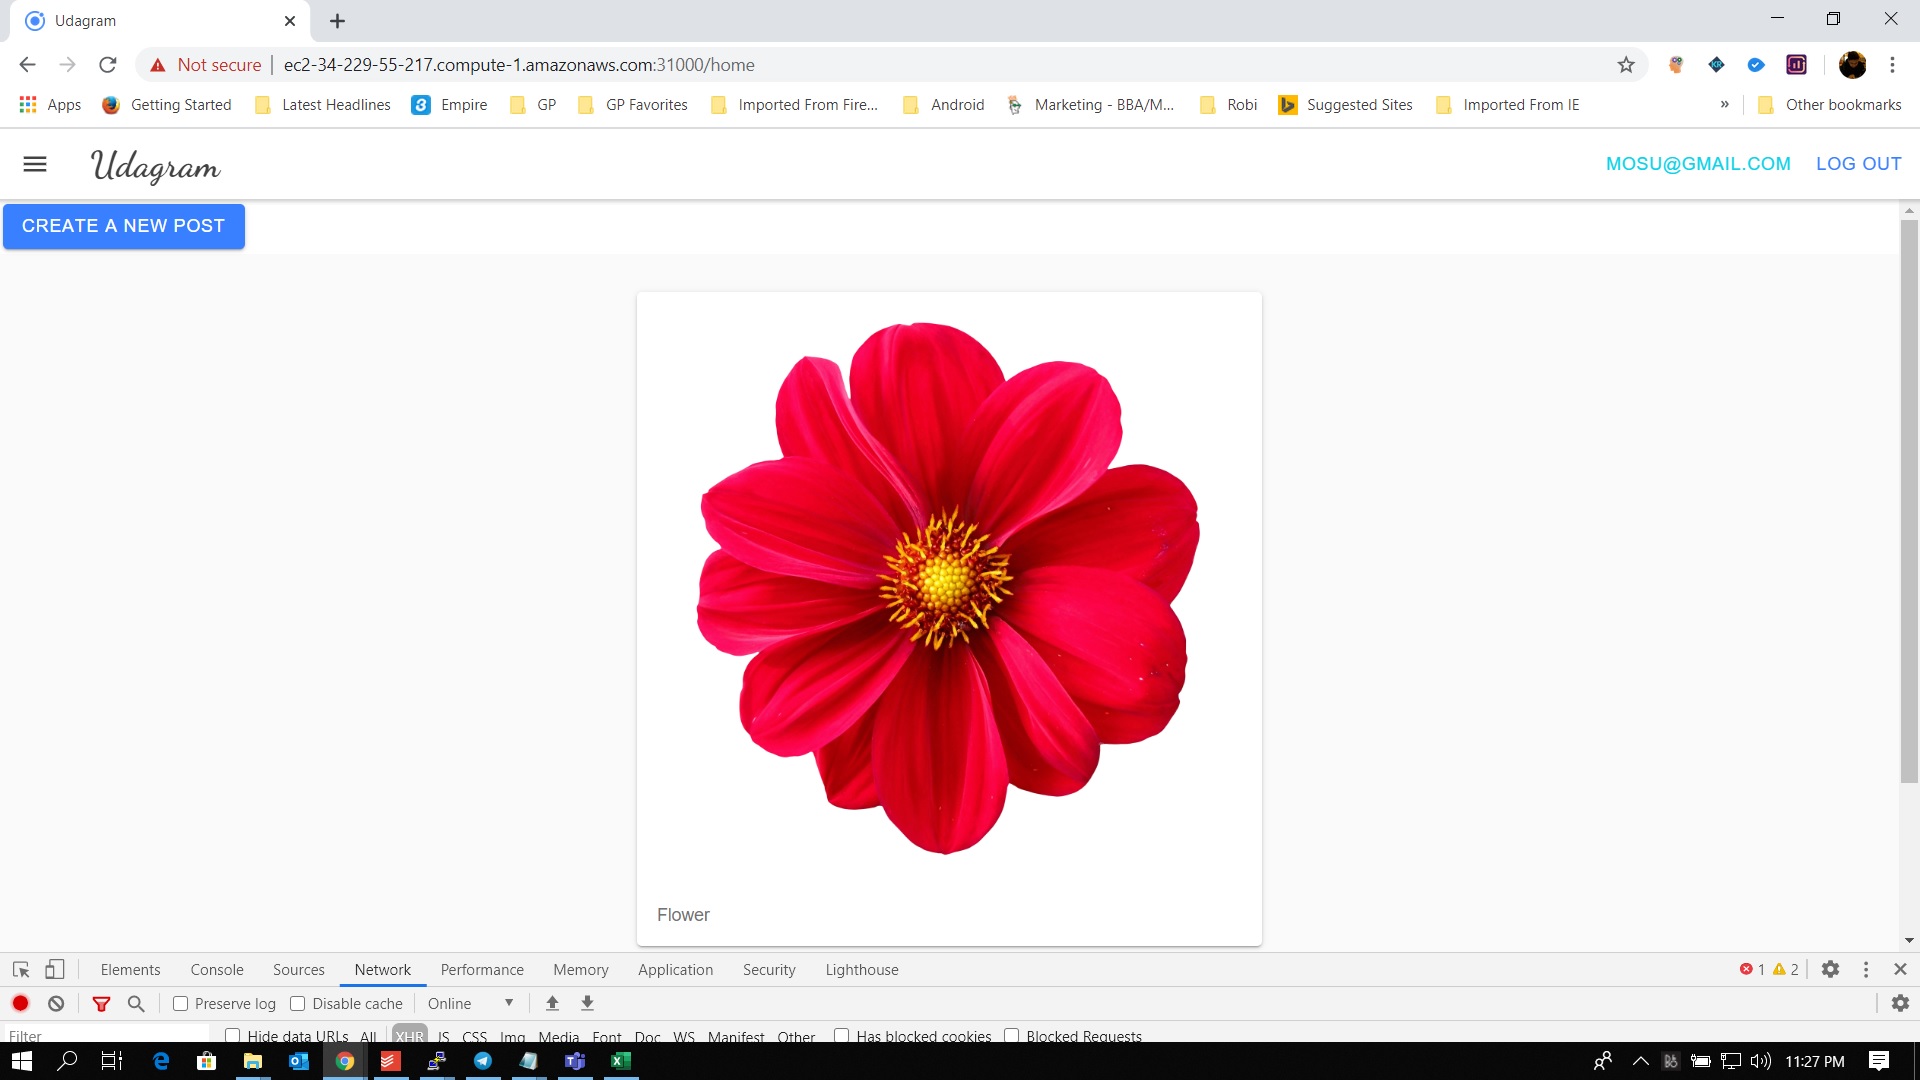 Udagram
Not secure | ec2-34-229-55-217.compute-1.amazonaws.com:31000/home
Apps Getting Started Latest Headlines Empire GP GP Favorites Imported From Fire... Android Marketing - BBA/M... Robi Suggested Sites Imported From IE » Other bookmarks
Udagram MOSU@GMAIL.COM LOG OUT
CREATE A NEW POST
Flower
Elements Console Sources Network Performance Memory Application Security Lighthouse 1 2
Preserve log Disable cache Online
Filter Hide data URLs All XHR JS CSS Img Media Font Doc WS Manifest Other Has blocked cookies Blocked Requests
11:27 PM